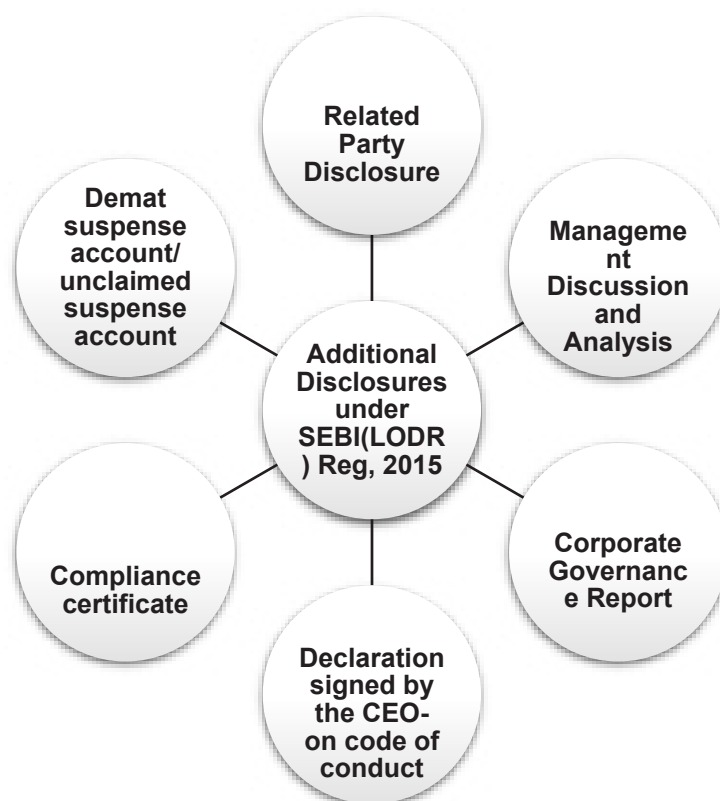 Related
Party
Disclosure
Manageme
nt
Discussion
and
Analysis
Corporate
Governanc
e Report
Declaration
signed by
the CEO-
on code of
conduct
Compliance
certificate
Demat
suspense
account/
unclaimed
suspense
account
Additional
Disclosures
under
SEBI(LODR
) Reg, 2015